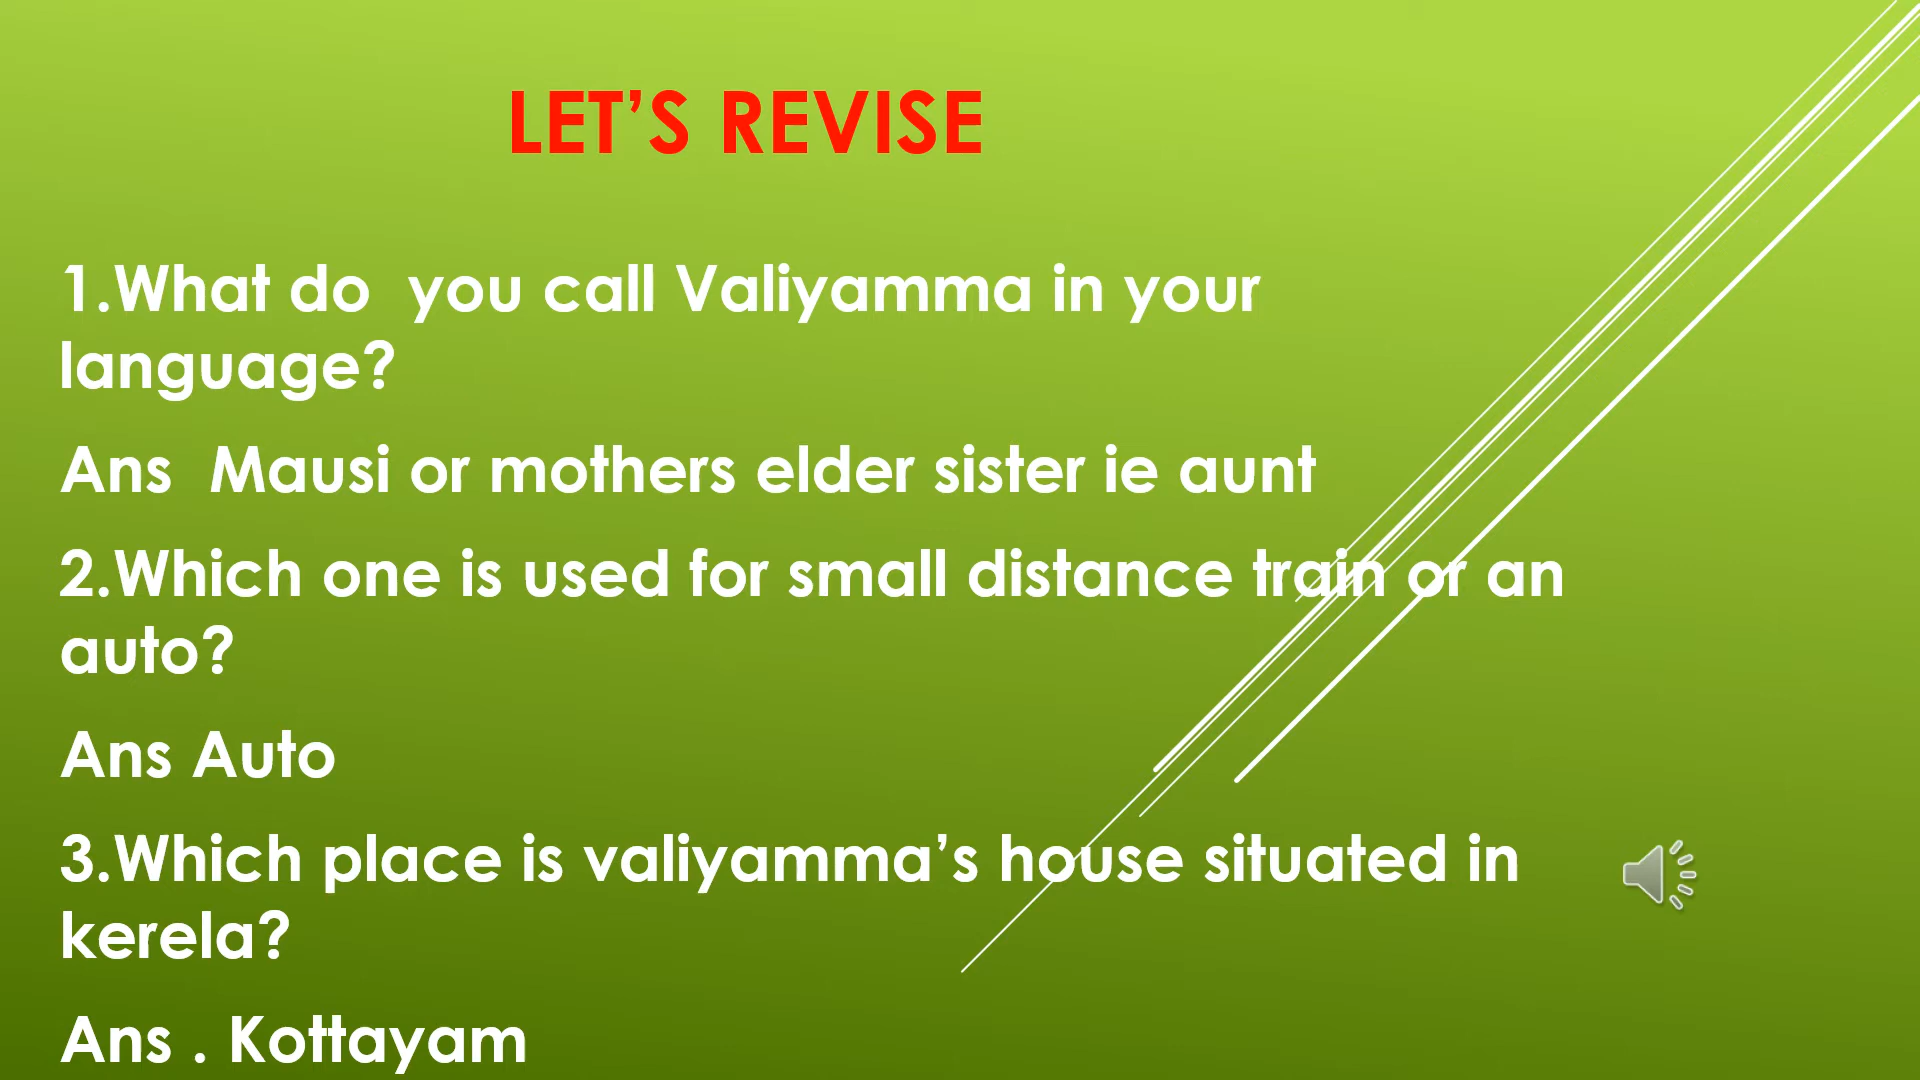 LET’S REVISE
1.What do  you call Valiyamma in your
language?
Ans  Mausi or mothers elder sister ie aunt
2.Which one is used for small distance train or an
auto?
Ans Auto
3.Which place is valiyamma’s house situated in
kerela?
Ans . Kottayam